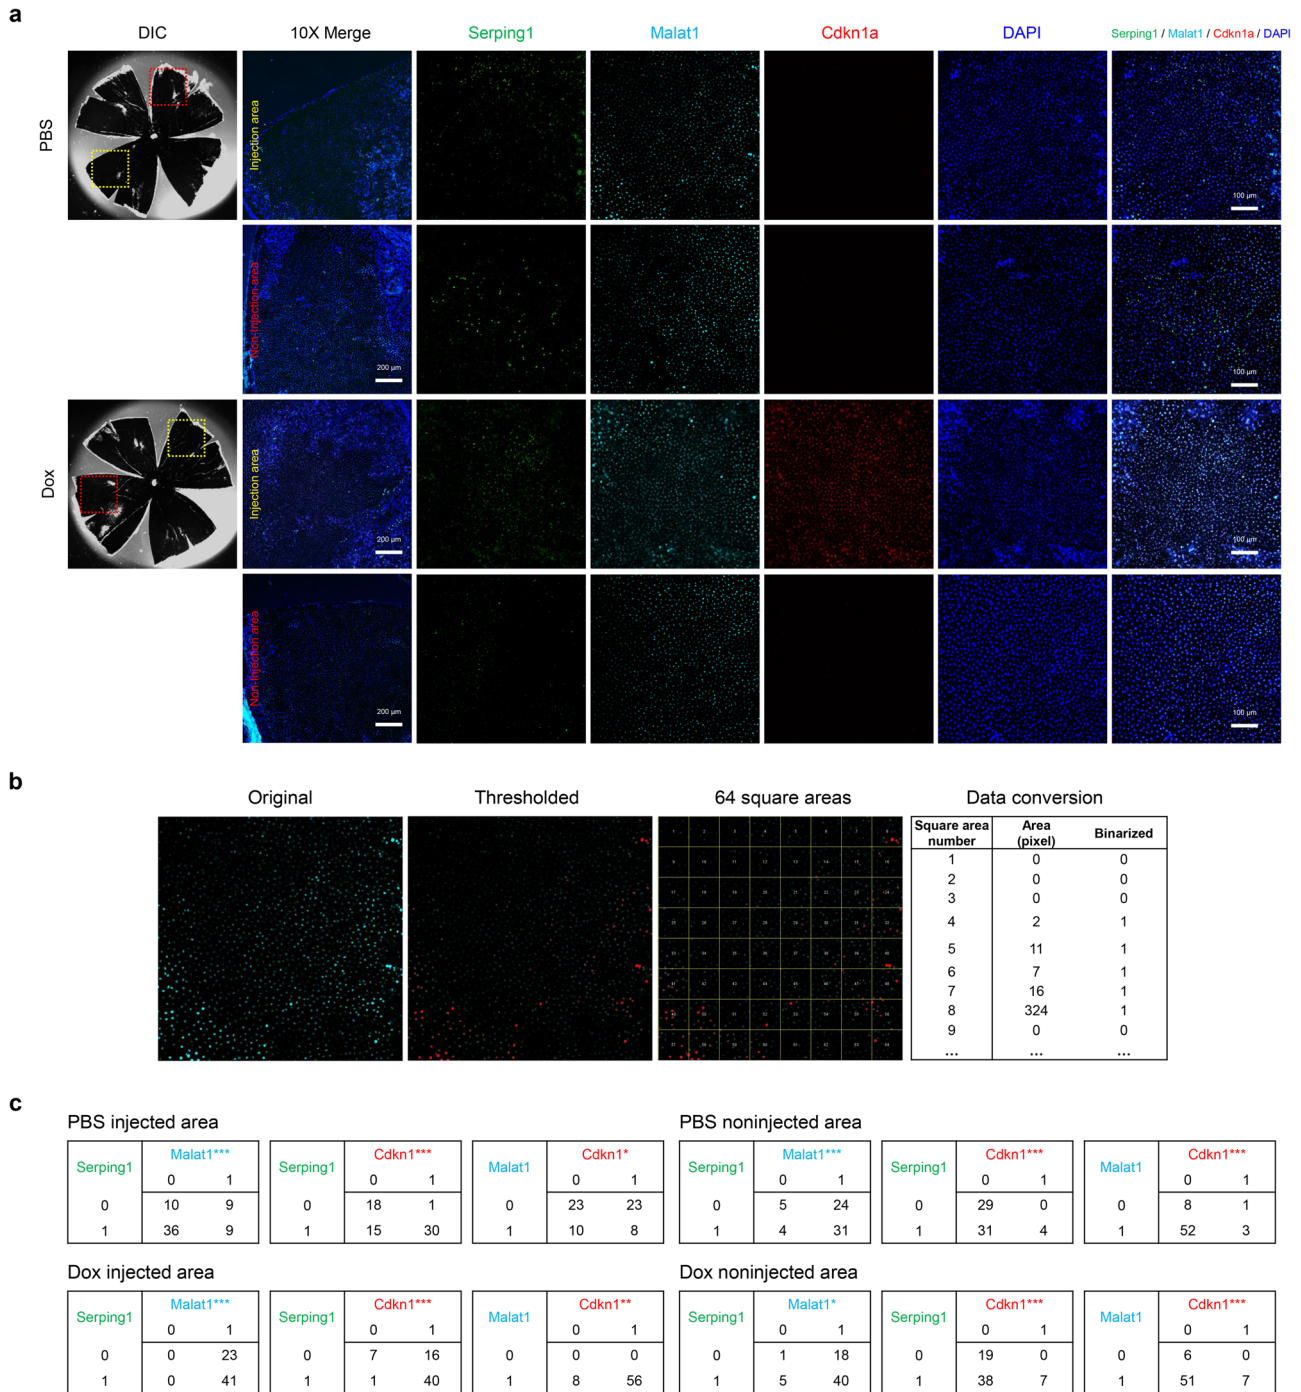 a
DIC
10X Merge
Serping1
Malat1
Cdkn1a
DAPI
Serping1 / Malat1 / Cdkn1a / DAPI
PBS
Injection area
100 µm
Non-Injection area
200 µm
100 µm
Dox
Injection area
200 µm
100 µm
Non-Injection area
200 µm
100 µm
b
Original
Thresholded
64 square areas
Data conversion
Square area number Area (pixel) Binarized
1 0 0
2 0 0
3 0 0
4 2 1
5 11 1
6 7 1
7 16 1
8 324 1
9 0 0
... ... ...
c
PBS injected area
Serping1 Malat1***
0 1
0 10 9
1 36 9
Serping1 Cdkn1***
0 1
0 18 1
1 15 30
Malat1 Cdkn1*
0 1
0 23 23
1 10 8
PBS noninjected area
Serping1 Malat1***
0 1
0 5 24
1 4 31
Serping1 Cdkn1***
0 1
0 29 0
1 31 4
Malat1 Cdkn1***
0 1
0 8 1
1 52 3
Dox injected area
Serping1 Malat1***
0 1
0 0 23
1 0 41
Serping1 Cdkn1***
0 1
0 7 16
1 1 40
Malat1 Cdkn1**
0 1
0 0 0
1 8 56
Dox noninjected area
Serping1 Malat1*
0 1
0 1 18
1 5 40
Serping1 Cdkn1***
0 1
0 19 0
1 38 7
Malat1 Cdkn1***
0 1
0 6 0
1 51 7